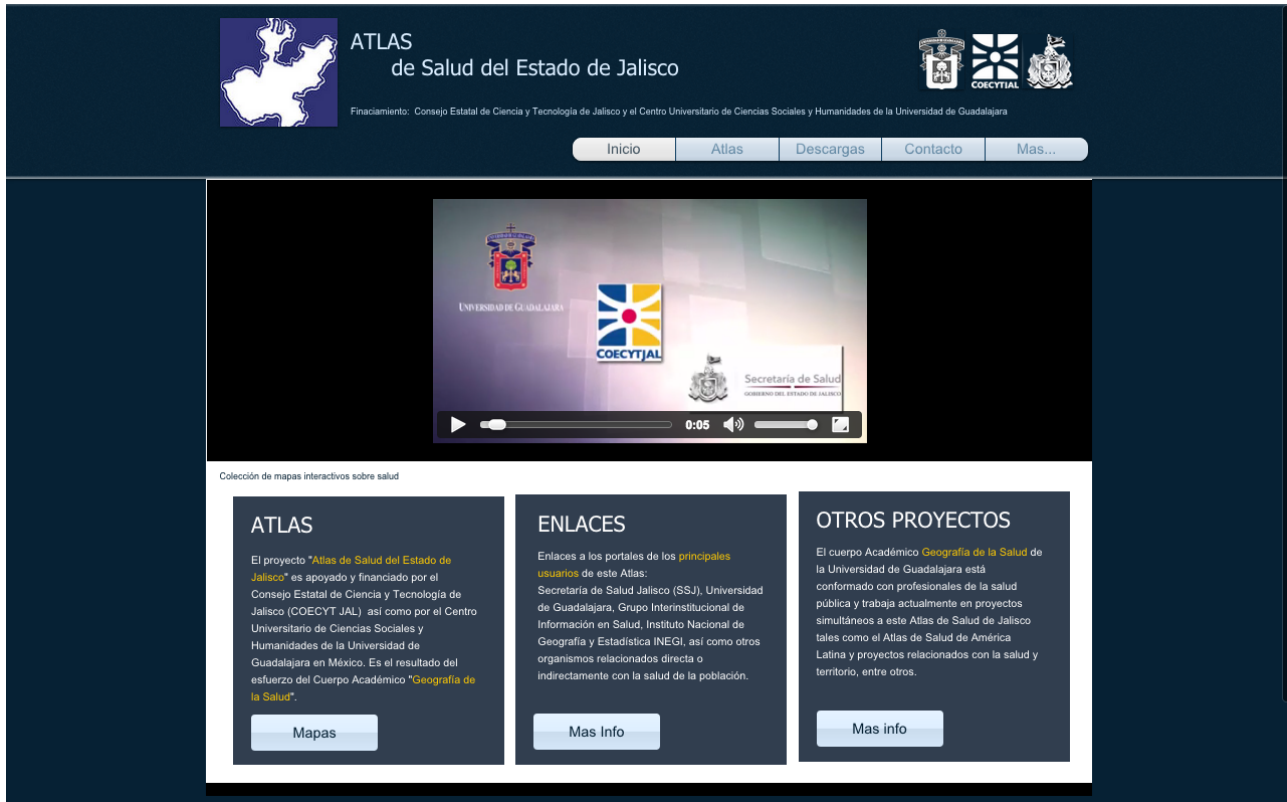 ATLAS
de Salud del Estado de Jalisco
COECYTJAL
Finaciamiento: Consejo Estatal de Ciencia y Tecnología de Jalisco y el Centro Universitario de Ciencias Sociales y Humanidades de la Universidad de Guadalajara
Inicio Atlas Descargas Contacto Mas...
UNIVERSIDAD DE GUADALAJARA
COECYTJAL
Secretaría de Salud
GOBIERNO DEL ESTADO DE JALISCO
0:05
Colección de mapas interactivos sobre salud
ATLAS
El proyecto "Atlas de Salud del Estado de
Jalisco" es apoyado y financiado por el
Consejo Estatal de Ciencia y Tecnología de
Jalisco (COECYT JAL) así como por el Centro
Universitario de Ciencias Sociales y
Humanidades de la Universidad de
Guadalajara en México. Es el resultado del
esfuerzo del Cuerpo Académico "Geografía de
la Salud".
Mapas
ENLACES
Enlaces a los portales de los principales
usuarios de este Atlas:
Secretaría de Salud Jalisco (SSJ), Universidad
de Guadalajara, Grupo Interinstitucional de
Información en Salud, Instituto Nacional de
Geografía y Estadística INEGI, así como otros
organismos relacionados directa o
indirectamente con la salud de la población.
Mas Info
OTROS PROYECTOS
El cuerpo Académico Geografía de la Salud de
la Universidad de Guadalajara está
conformado con profesionales de la salud
pública y trabaja actualmente en proyectos
simultáneos a este Atlas de Salud de Jalisco
tales como el Atlas de Salud de América
Latina y proyectos relacionados con la salud y
territorio, entre otros.
Mas info